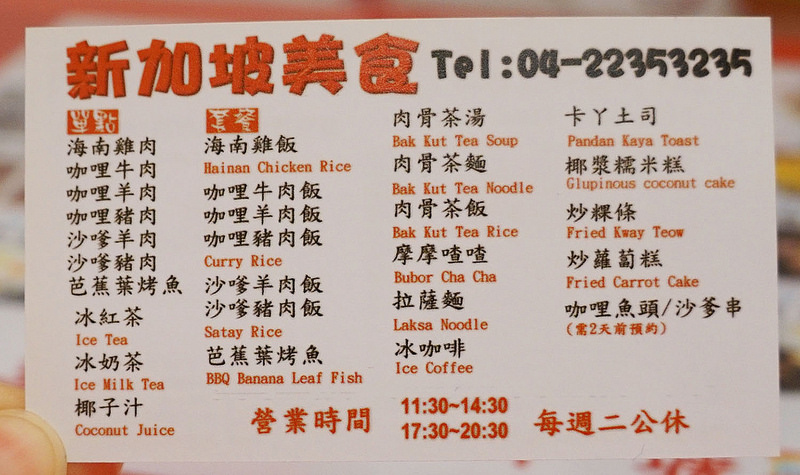 新加坡美食 Tel:04-22353235
單點
海南雞肉
咖哩牛肉
咖哩羊肉
咖哩豬肉
沙嗲羊肉
沙嗲豬肉
芭蕉葉烤魚
冰紅茶
Ice Tea
冰奶茶
Ice Milk Tea
椰子汁
Coconut Juice
套餐
海南雞飯
Hainan Chicken Rice
咖哩牛肉飯
咖哩羊肉飯
咖哩豬肉飯
Curry Rice
沙嗲羊肉飯
沙嗲豬肉飯
Satay Rice
芭蕉葉烤魚
BBQ Banana Leaf Fish
肉骨茶湯
Bak Kut Tea Soup
肉骨茶麵
Bak Kut Tea Noodle
肉骨茶飯
Bak Kut Tea Rice
摩摩喳喳
Bubor Cha Cha
拉薩麵
Laksa Noodle
冰咖啡
Ice Coffee
卡丫土司
Pandan Kaya Toast
椰漿糯米糕
Glupinous coconut cake
炒粿條
Fried Kway Teow
炒蘿蔔糕
Fried Carrot Cake
咖哩魚頭/沙爹串
(需2天前預約)
營業時間
11:30~14:30
17:30~20:30
每週二公休